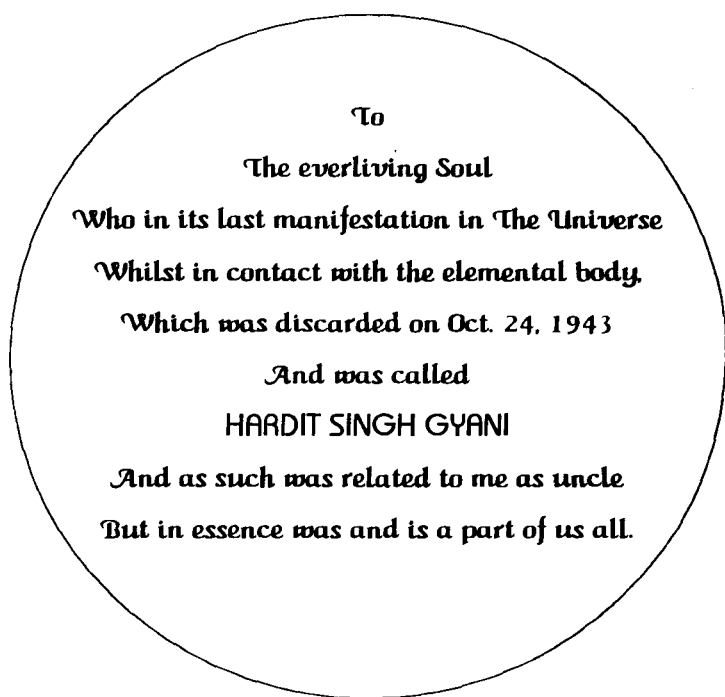 To
The everliving Soul
Who in its last manifestation in The Universe
Whilst in contact with the elemental body,
Which was discarded on Oct. 24, 1943
And was called
HARDIT SINGH GYANI
And as such was related to me as uncle
But in essence was and is a part of us all.